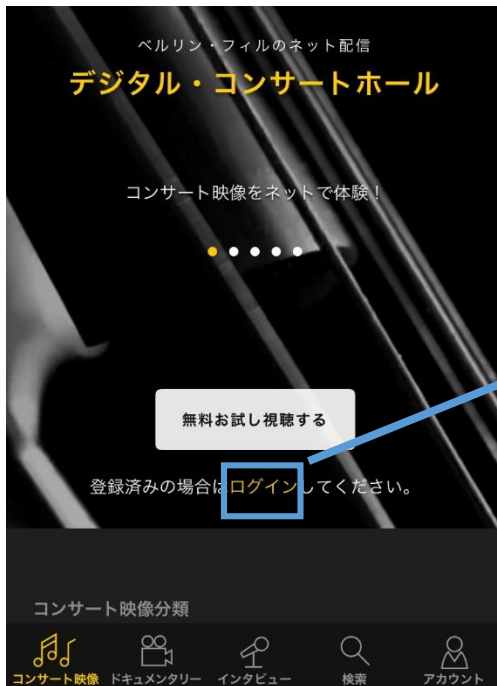 ベルリン・フィルのネット配信
デジタル・コンサートホール
コンサート映像をネットで体験！
無料お試し視聴する
登録済みの場合はログインしてください。
コンサート映像分類
コンサート映像 ドキュメンタリー インタビュー 検索 アカウント